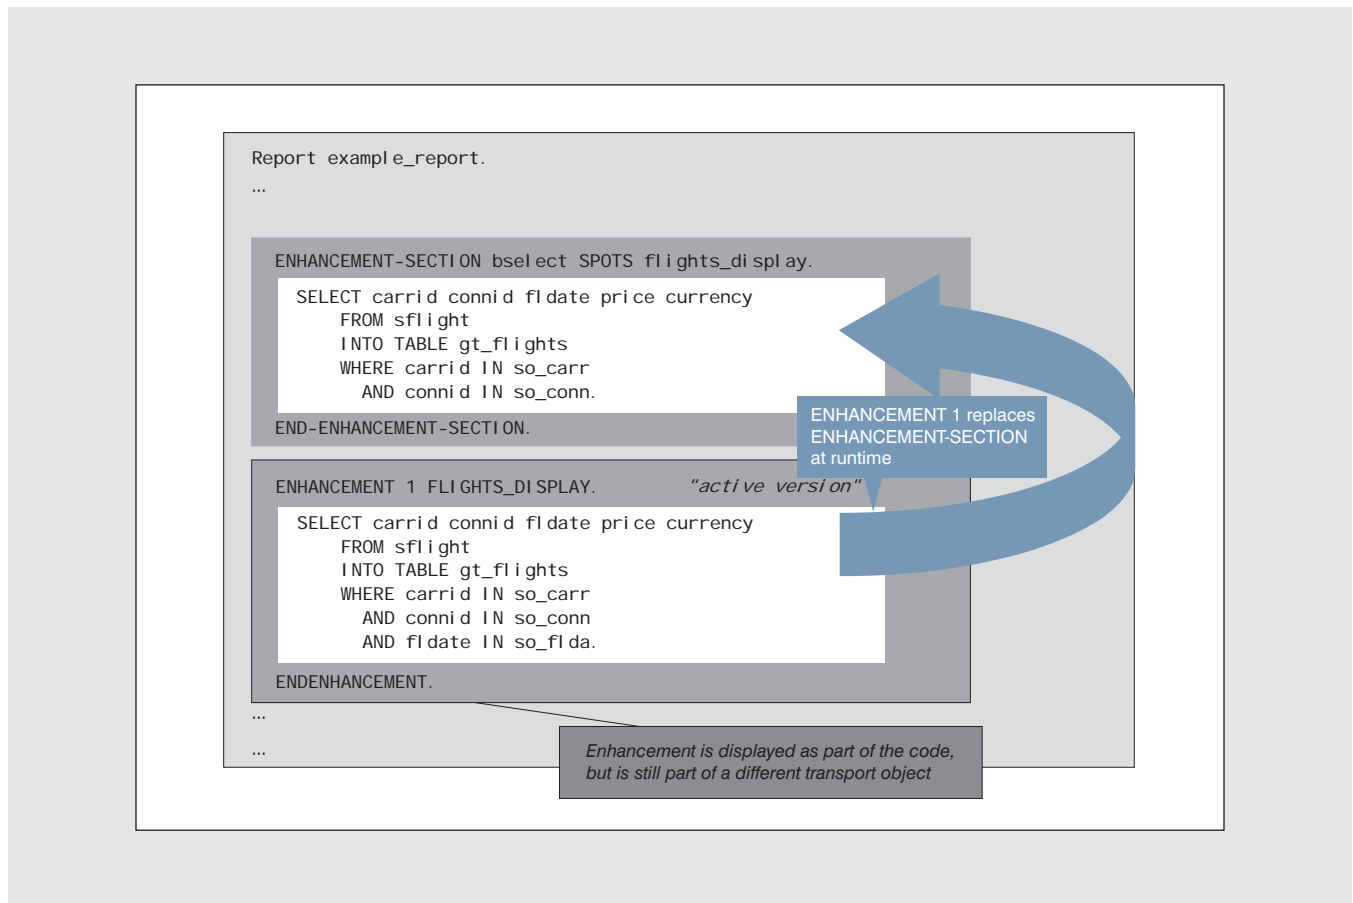 Report example_report.
...
ENHANCEMENT-SECTION bselect SPOTS flights_display.
SELECT carrid connid fldate price currency
FROM sflight
INTO TABLE gt_flights
WHERE carrid IN so_carr
AND connid IN so_conn.
END-ENHANCEMENT-SECTION.
ENHANCEMENT 1 replaces
ENHANCEMENT-SECTION
at runtime
ENHANCEMENT 1 FLIGHTS_DISPLAY. "active version"
SELECT carrid connid fldate price currency
FROM sflight
INTO TABLE gt_flights
WHERE carrid IN so_carr
AND connid IN so_conn
AND fldate IN so_flda.
ENDENHANCEMENT.
...
...
Enhancement is displayed as part of the code,
but is still part of a different transport object